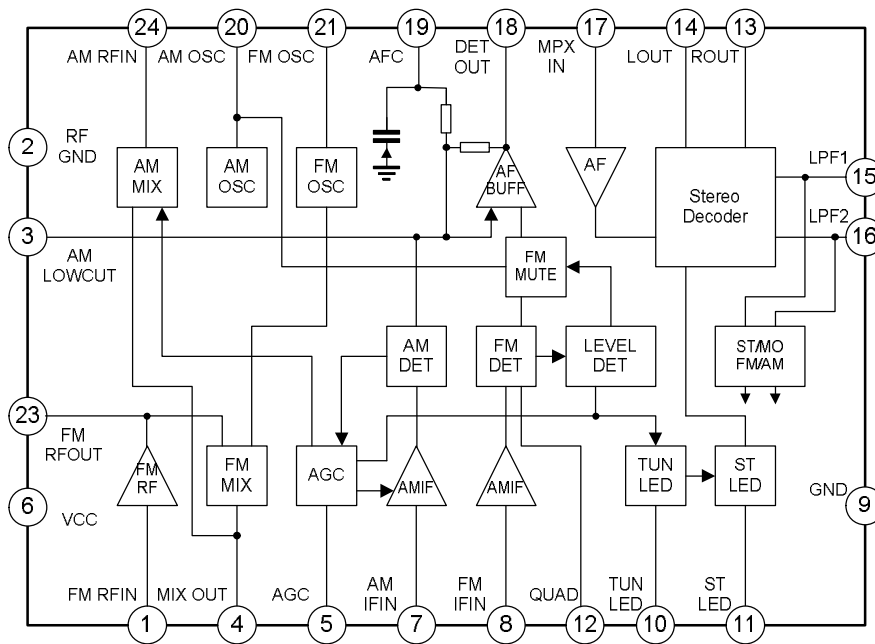 24 20 21 19 18 17 14 13
AM RFIN AM OSC FM OSC AFC DET OUT MPX IN LOUT ROUT
2 RF GND
AM MIX
AM OSC
FM OSC
AF BUFF
AF
Stereo Decoder
LPF1
15
LPF2
16
3
AM LOWCUT
FM MUTE
AM DET
FM DET
LEVEL DET
ST/MO FM/AM
23
FM RFOUT
FM RF
FM MIX
AGC
AMIF
AMIF
TUN LED
ST LED
6
VCC
GND
9
FM RFIN MIX OUT AGC AM IFIN FM IFIN QUAD TUN LED ST LED
1 4 5 7 8 12 10 11